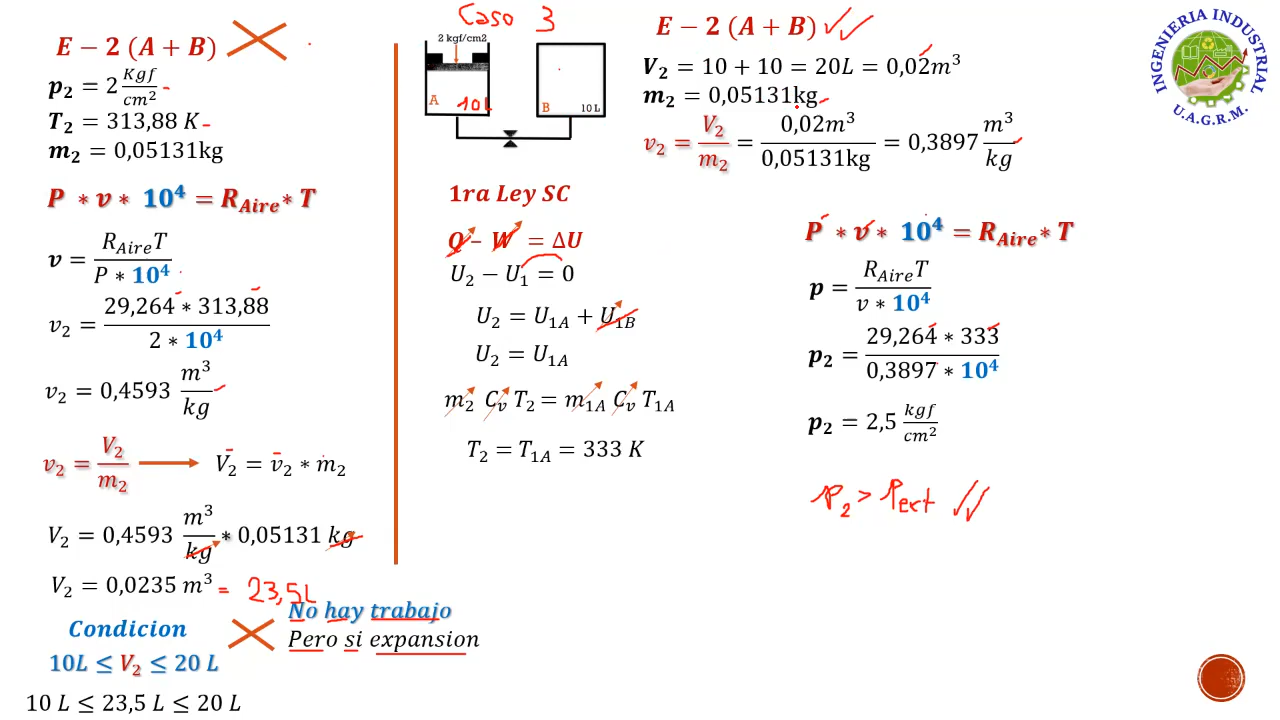 E − 2 (A + B)
p₂ = 2 Kgf/cm²
T₂ = 313,88 K
m₂ = 0,05131kg
P * v * 10⁴ = R_Aire * T
v = R_Aire T / P * 10⁴
v₂ = 29,264 * 313,88 / 2 * 10⁴
v₂ = 0,4593 m³/kg
v₂ = V₂/m₂ → V₂ = v₂ * m₂
V₂ = 0,4593 m³/kg * 0,05131 kg
V₂ = 0,0235 m³ = 23,5L
Condicion
10L ≤ V₂ ≤ 20 L
10 L ≤ 23,5 L ≤ 20 L
No hay trabajo
Pero si expansion
Caso 3
2 kgf/cm2
A 10L
B 10 L
1ra Ley SC
Q − W = ΔU
U₂ − U₁ = 0
U₂ = U₁A + U₁B
U₂ = U₁A
m₂ Cv T₂ = m₁A Cv T₁A
T₂ = T₁A = 333 K
E − 2 (A + B)
V₂ = 10 + 10 = 20L = 0,02m³
m₂ = 0,05131kg
v₂ = V₂/m₂ = 0,02m³/0,05131kg = 0,3897 m³/kg
P * v * 10⁴ = R_Aire * T
p = R_Aire T / v * 10⁴
p₂ = 29,264 * 333 / 0,3897 * 10⁴
p₂ = 2,5 kgf/cm²
p₂ > Pext
INGENIERIA INDUSTRIAL
U.A.G.R.M.